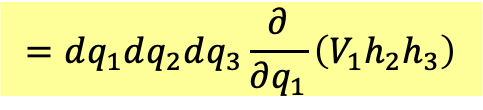 = dq₁dq₂dq₃ ∂/∂q₁ (V₁h₂h₃)